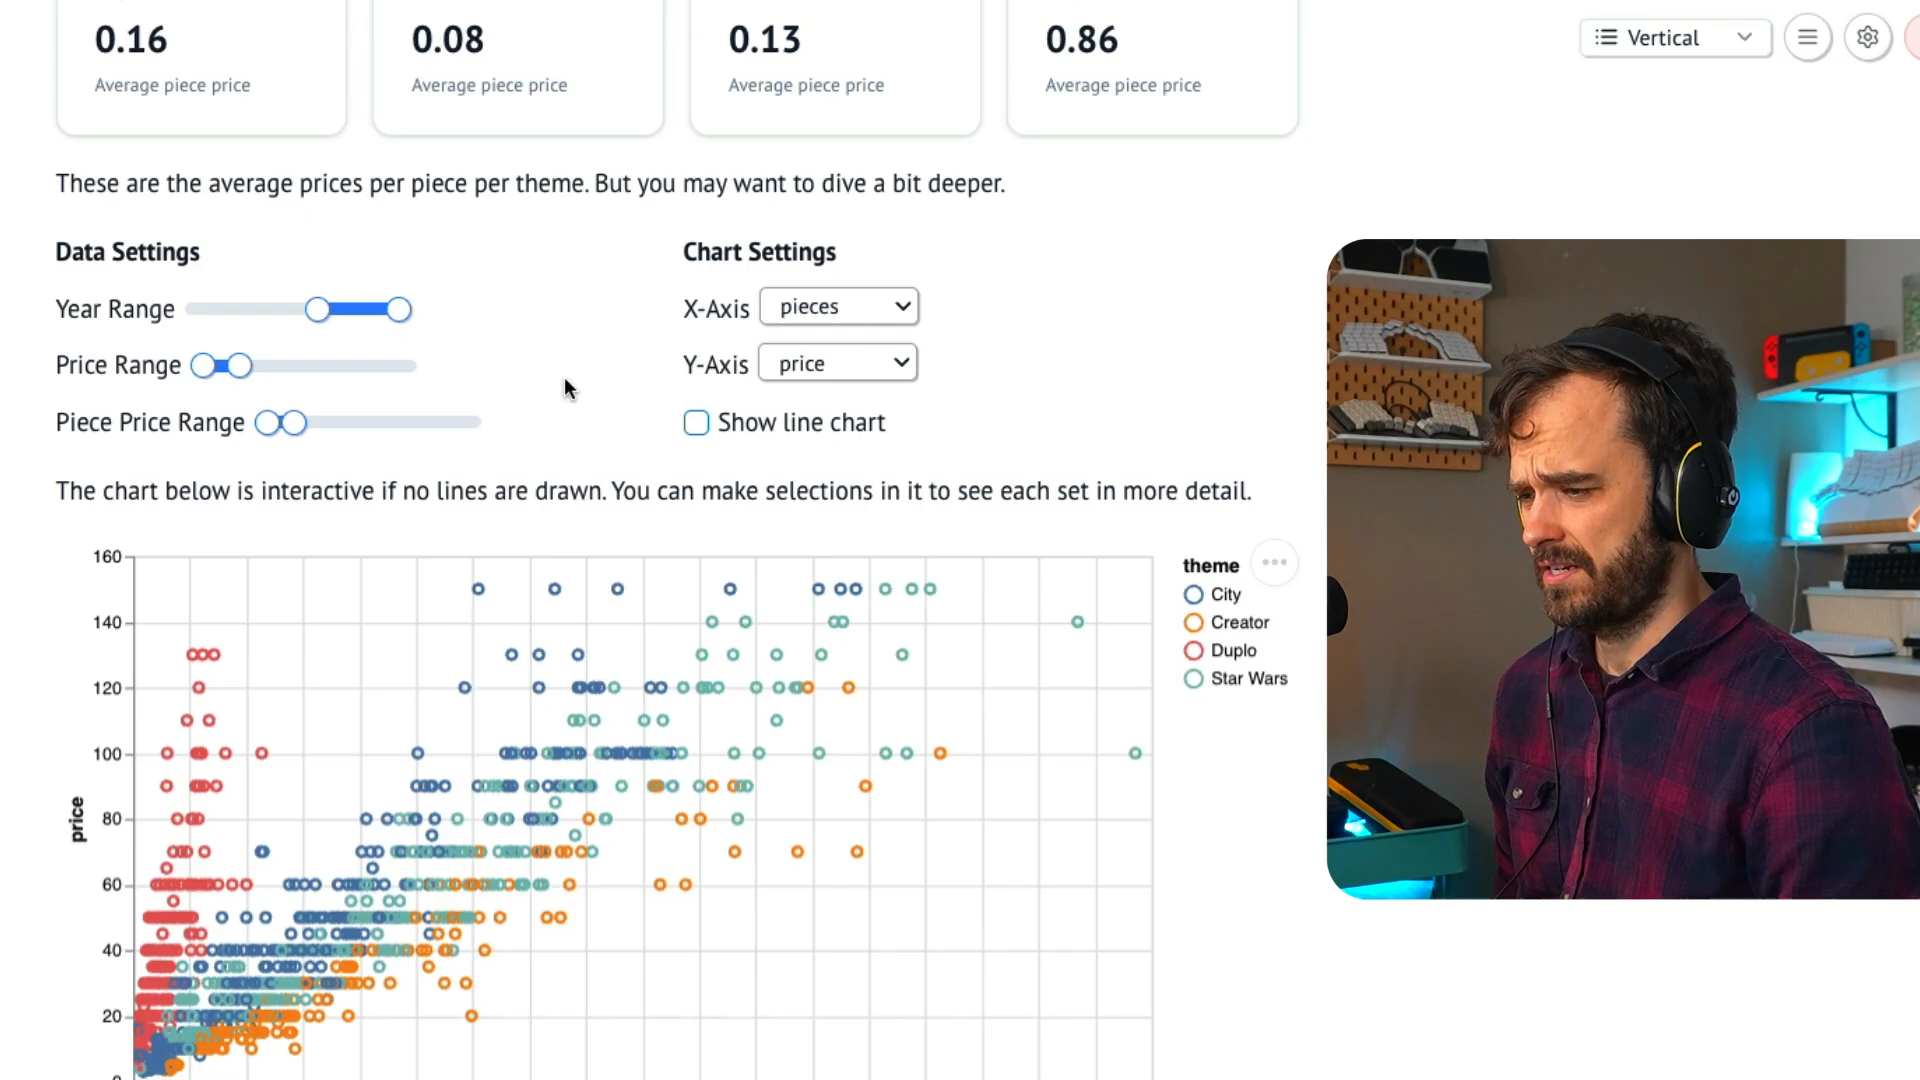 0.16
Average piece price
0.08
Average piece price
0.13
Average piece price
0.86
Average piece price
Vertical
These are the average prices per piece per theme. But you may want to dive a bit deeper.
Data Settings
Year Range
Price Range
Piece Price Range
Chart Settings
X-Axis
pieces
Y-Axis
price
Show line chart
The chart below is interactive if no lines are drawn. You can make selections in it to see each set in more detail.
160
140
120
100
80
60
40
20
price
theme
City
Creator
Duplo
Star Wars